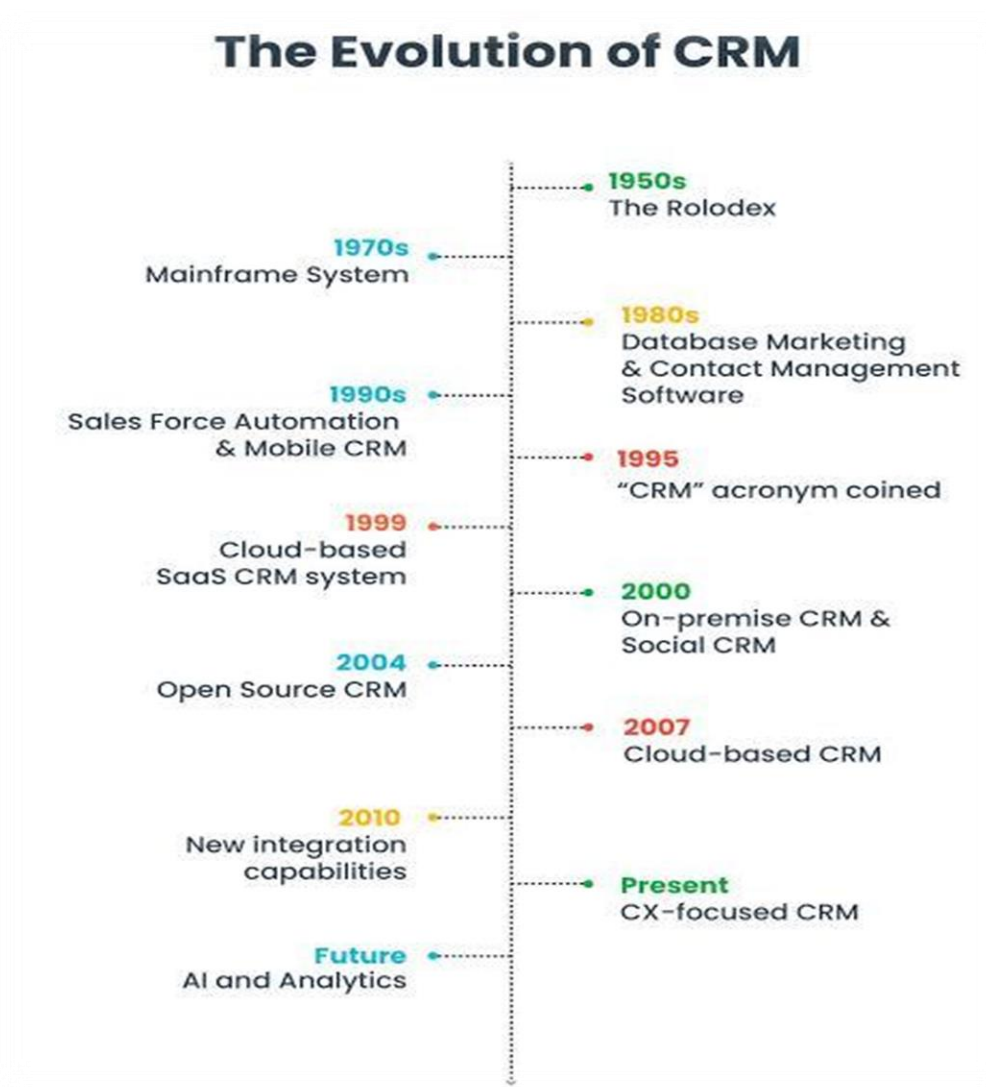 The Evolution of CRM
1950s
The Rolodex
1970s
Mainframe System
1980s
Database Marketing
& Contact Management
Software
1990s
Sales Force Automation
& Mobile CRM
1995
“CRM” acronym coined
1999
Cloud-based
SaaS CRM system
2000
On-premise CRM &
Social CRM
2004
Open Source CRM
2007
Cloud-based CRM
2010
New integration
capabilities
Present
CX-focused CRM
Future
AI and Analytics